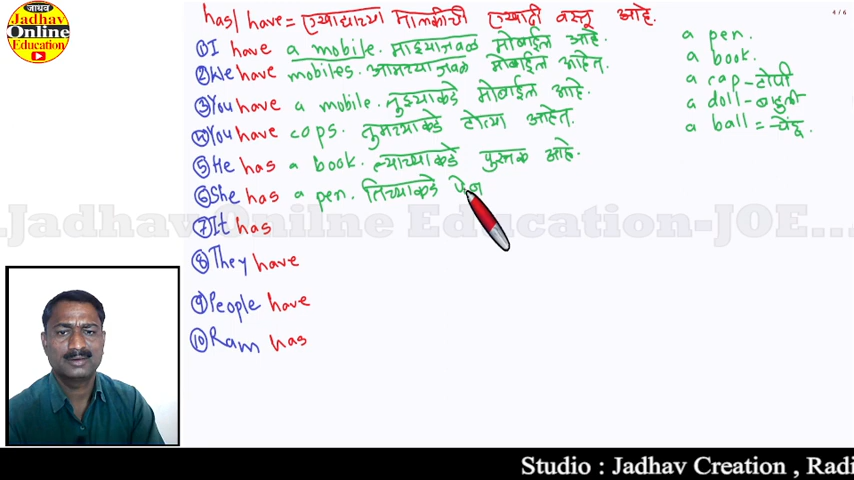 जाधव
Jadhav
Online
Education
4 / 6
has/have = एखाद्याच्या मालकीची एखादी वस्तू आहे.
① I have a mobile. माझ्याजवळ मोबाईल आहे.
② We have mobiles. आमच्याजवळ मोबाईल आहेत.
③ You have a mobile. तुझ्याकडे मोबाईल आहे.
④ You have caps. तुमच्याकडे टोप्या आहेत.
⑤ He has a book. त्याच्याकडे पुस्तक आहे.
⑥ She has a pen. तिच्याकडे पेन
⑦ It has
⑧ They have
⑨ People have
⑩ Ram has
a pen.
a book.
a cap - टोपी
a doll - बाहुली
a ball = चेंडू.
..Jadhav Online Education-JOE...
Studio : Jadhav Creation , Radi